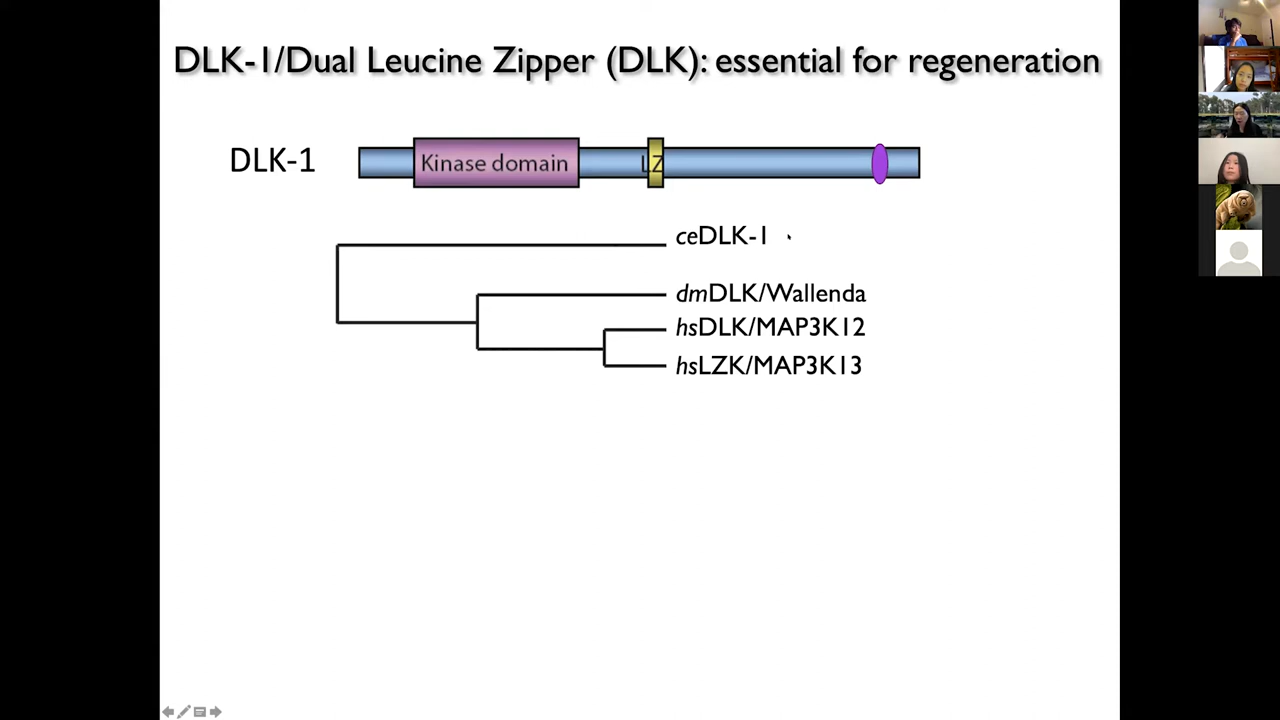 DLK-1/Dual Leucine Zipper (DLK): essential for regeneration
DLK-1
Kinase domain
LZ
ceDLK-1
dmDLK/Wallenda
hsDLK/MAP3K12
hsLZK/MAP3K13